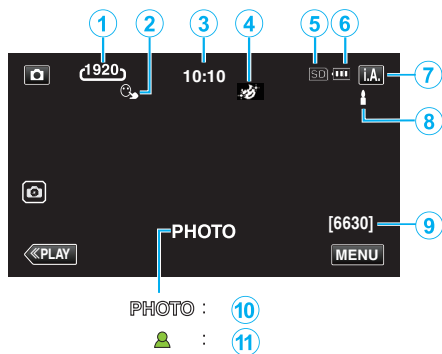 1 2 3 4 5 6
1920 10:10 SD i.A. 7
8
[6630] 9
PHOTO
≪PLAY MENU
PHOTO : 10
: 11